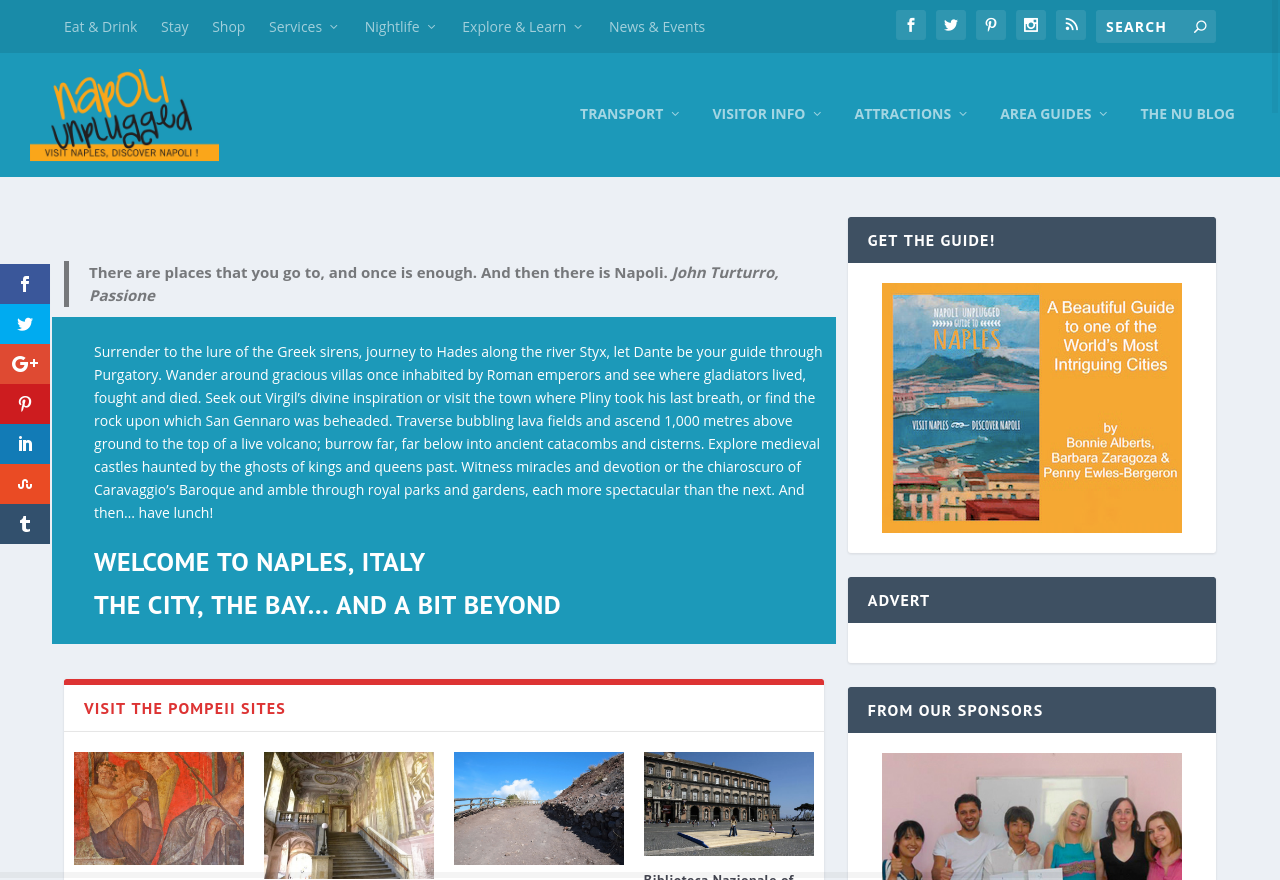 Eat & Drink Stay Shop Services Nightlife Explore & Learn News & Events
SEARCH
napoli
unplugged
VISIT NAPLES, DISCOVER NAPOLI !
TRANSPORT VISITOR INFO ATTRACTIONS AREA GUIDES THE NU BLOG
There are places that you go to, and once is enough. And then there is Napoli. John Turturro,
Passione
Surrender to the lure of the Greek sirens, journey to Hades along the river Styx, let Dante be your guide through
Purgatory. Wander around gracious villas once inhabited by Roman emperors and see where gladiators lived,
fought and died. Seek out Virgil’s divine inspiration or visit the town where Pliny took his last breath, or find the
rock upon which San Gennaro was beheaded. Traverse bubbling lava fields and ascend 1,000 metres above
ground to the top of a live volcano; burrow far, far below into ancient catacombs and cisterns. Explore medieval
castles haunted by the ghosts of kings and queens past. Witness miracles and devotion or the chiaroscuro of
Caravaggio’s Baroque and amble through royal parks and gardens, each more spectacular than the next. And
then… have lunch!
WELCOME TO NAPLES, ITALY
THE CITY, THE BAY… AND A BIT BEYOND
VISIT THE POMPEII SITES
Biblioteca Nazionale of
GET THE GUIDE!
NAPOLI UNPLUGGED
GUIDE TO
NAPLES
VISIT NAPLES DISCOVER NAPOLI
A Beautiful Guide
to one of the
World's Most
Intriguing Cities
by
Bonnie Alberts,
Barbara Zaragoza &
Penny Ewles-Bergeron
ADVERT
FROM OUR SPONSORS